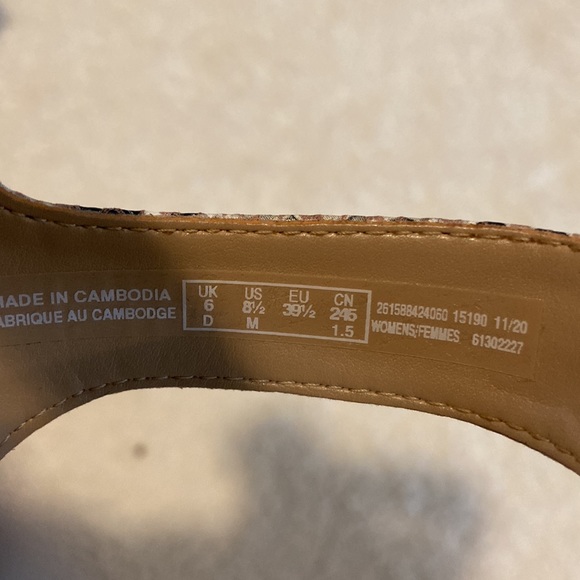 MADE IN CAMBODIA
FABRIQUE AU CAMBODGE
UK US EU CN
6 8½ 39½ 245
D M 1.5
261588424060 15190 11/20
WOMENS/FEMMES 61302227